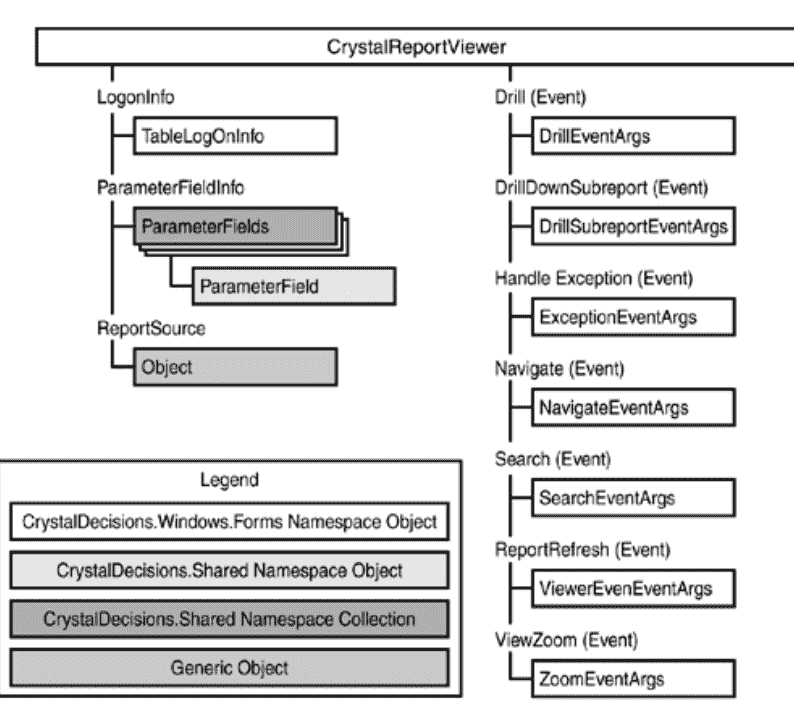 CrystalReportViewer
LogonInfo
TableLogOnInfo
ParameterFieldInfo
ParameterFields
ParameterField
ReportSource
Object
Drill (Event)
DrillEventArgs
DrillDownSubreport (Event)
DrillSubreportEventArgs
Handle Exception (Event)
ExceptionEventArgs
Navigate (Event)
NavigateEventArgs
Search (Event)
SearchEventArgs
ReportRefresh (Event)
ViewerEvenEventArgs
ViewZoom (Event)
ZoomEventArgs
Legend
CrystalDecisions.Windows.Forms Namespace Object
CrystalDecisions.Shared Namespace Object
CrystalDecisions.Shared Namespace Collection
Generic Object